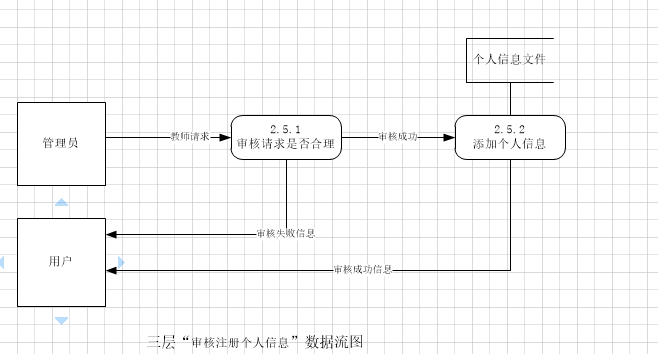 个人信息文件
管理员
教师请求
2.5.1
审核请求是否合理
审核成功
2.5.2
添加个人信息
审核失败信息
用户
审核成功信息
三层“审核注册个人信息”数据流图